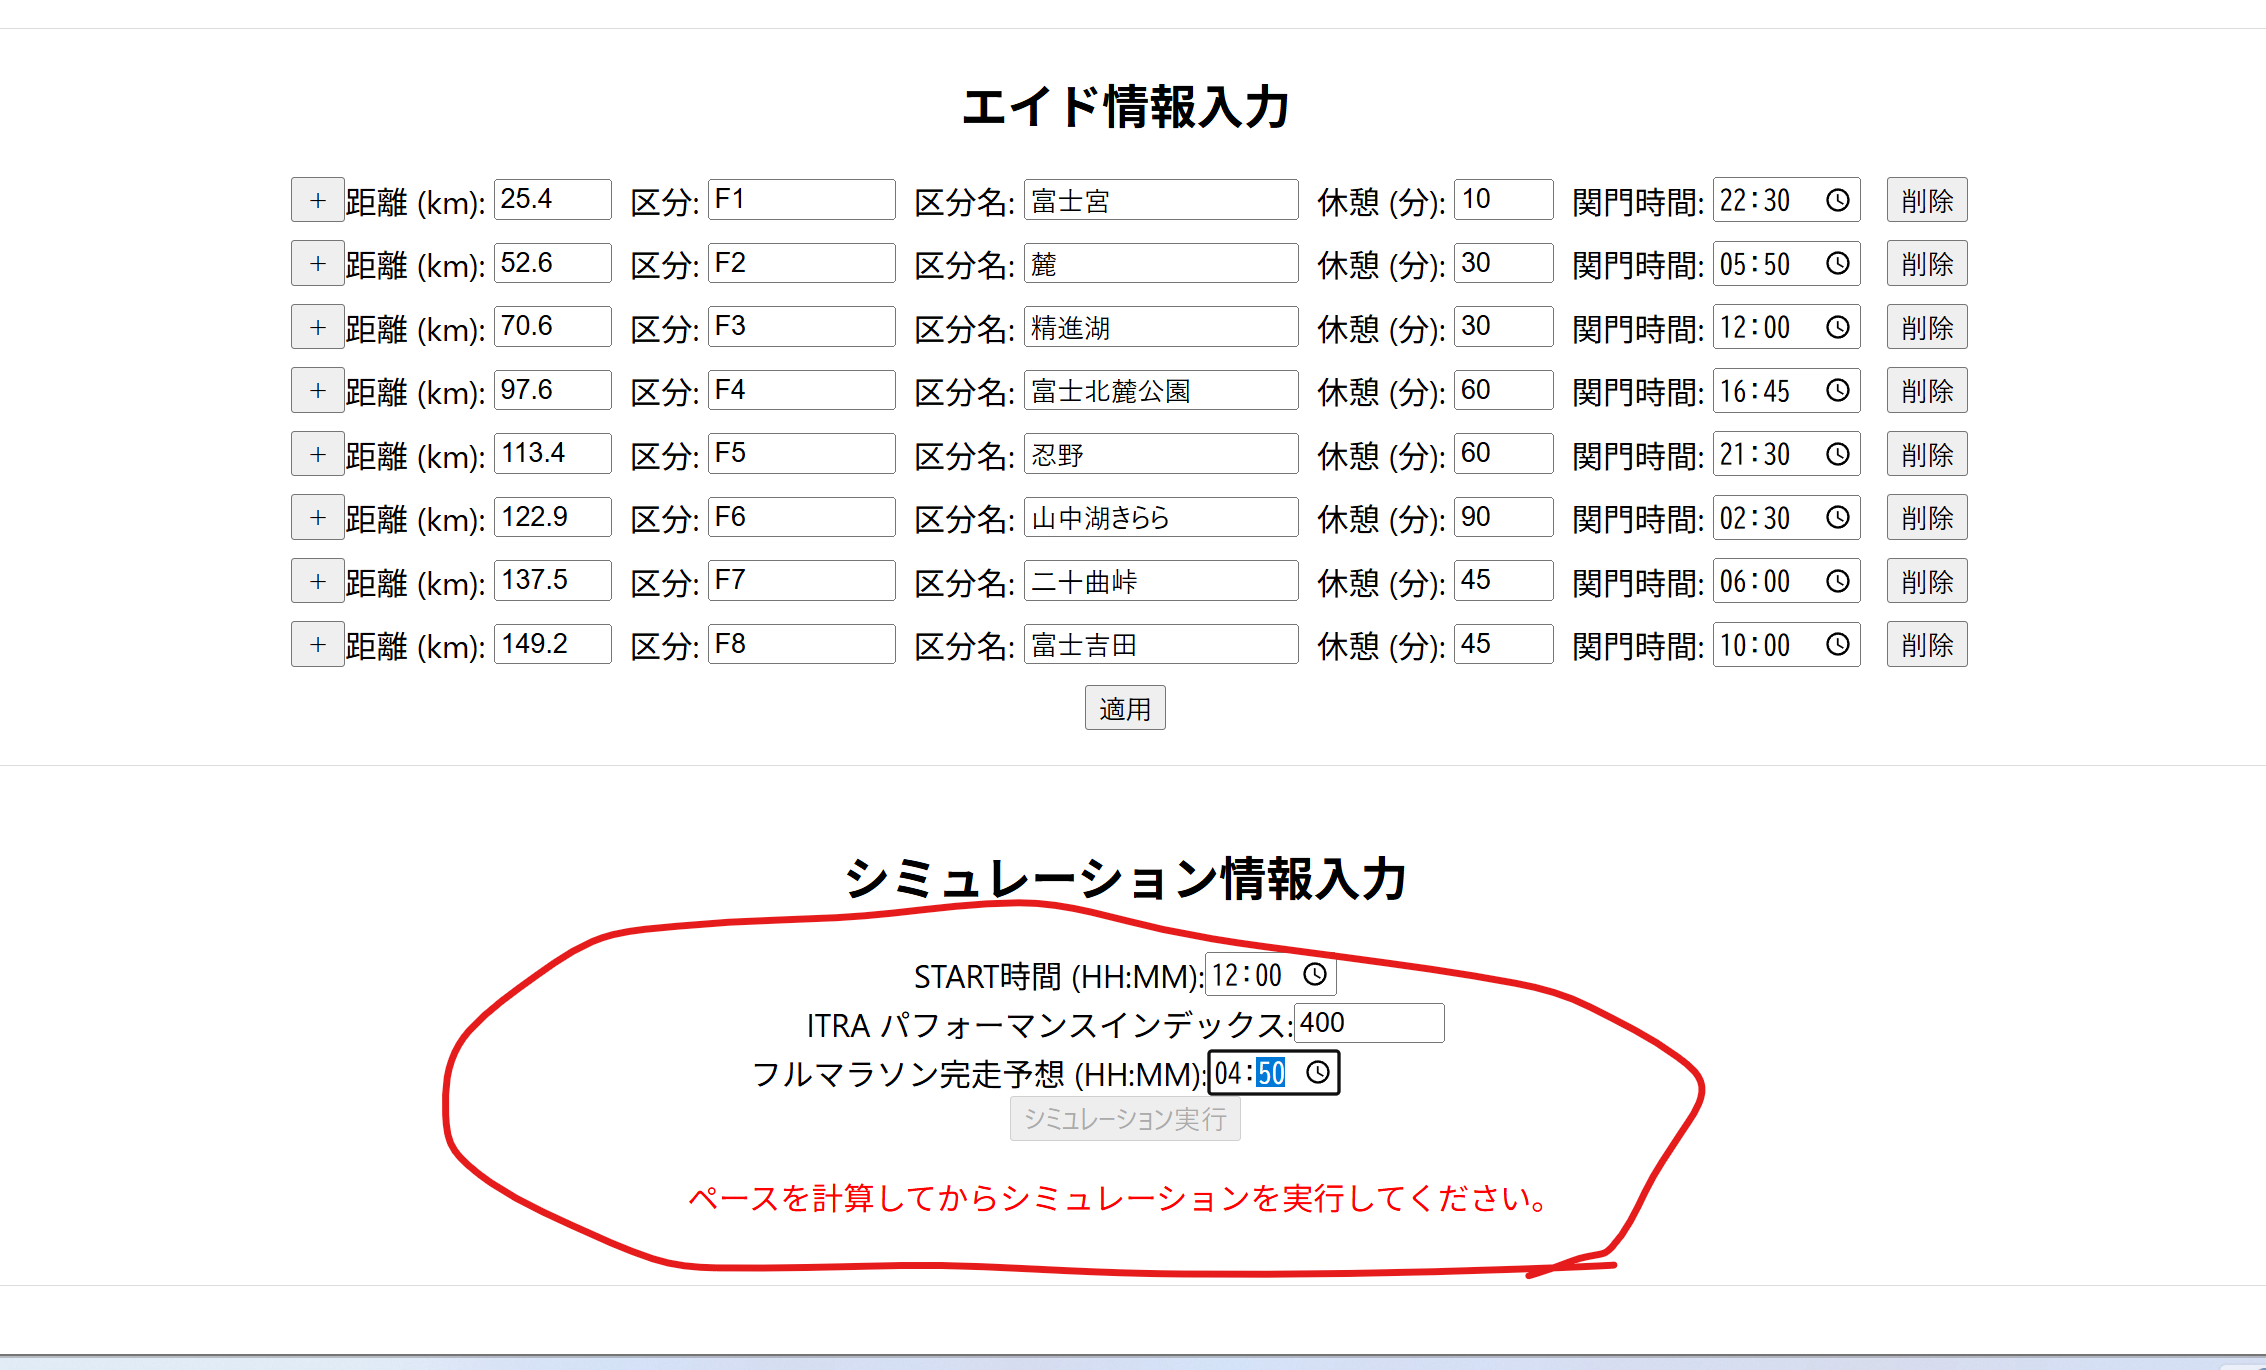 エイド情報入力
+ 距離 (km): 25.4 区分: F1 区分名: 富士宮 休憩 (分): 10 関門時間: 22:30 削除
+ 距離 (km): 52.6 区分: F2 区分名: 麓 休憩 (分): 30 関門時間: 05:50 削除
+ 距離 (km): 70.6 区分: F3 区分名: 精進湖 休憩 (分): 30 関門時間: 12:00 削除
+ 距離 (km): 97.6 区分: F4 区分名: 富士北麓公園 休憩 (分): 60 関門時間: 16:45 削除
+ 距離 (km): 113.4 区分: F5 区分名: 忍野 休憩 (分): 60 関門時間: 21:30 削除
+ 距離 (km): 122.9 区分: F6 区分名: 山中湖きらら 休憩 (分): 90 関門時間: 02:30 削除
+ 距離 (km): 137.5 区分: F7 区分名: 二十曲峠 休憩 (分): 45 関門時間: 06:00 削除
+ 距離 (km): 149.2 区分: F8 区分名: 富士吉田 休憩 (分): 45 関門時間: 10:00 削除
適用
シミュレーション情報入力
START時間 (HH:MM): 12:00
ITRA パフォーマンスインデックス: 400
フルマラソン完走予想 (HH:MM): 04:50
シミュレーション実行
ペースを計算してからシミュレーションを実行してください。